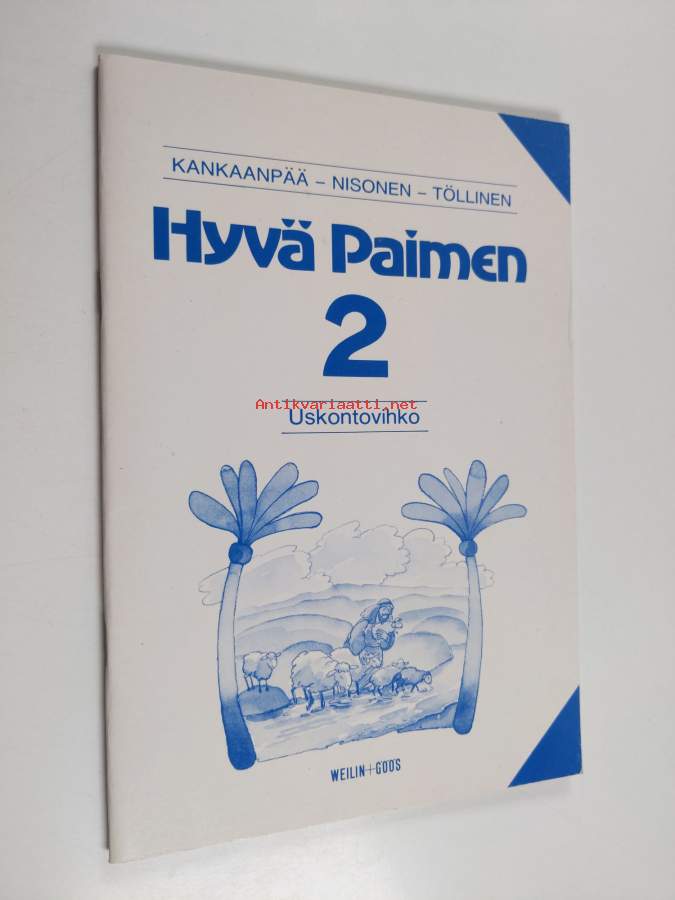 KANKAANPÄÄ – NISONEN – TÖLLINEN
Hyvä Paimen
2
Antikvariaatti.net
Uskontovihko
WEILIN+GÖÖS